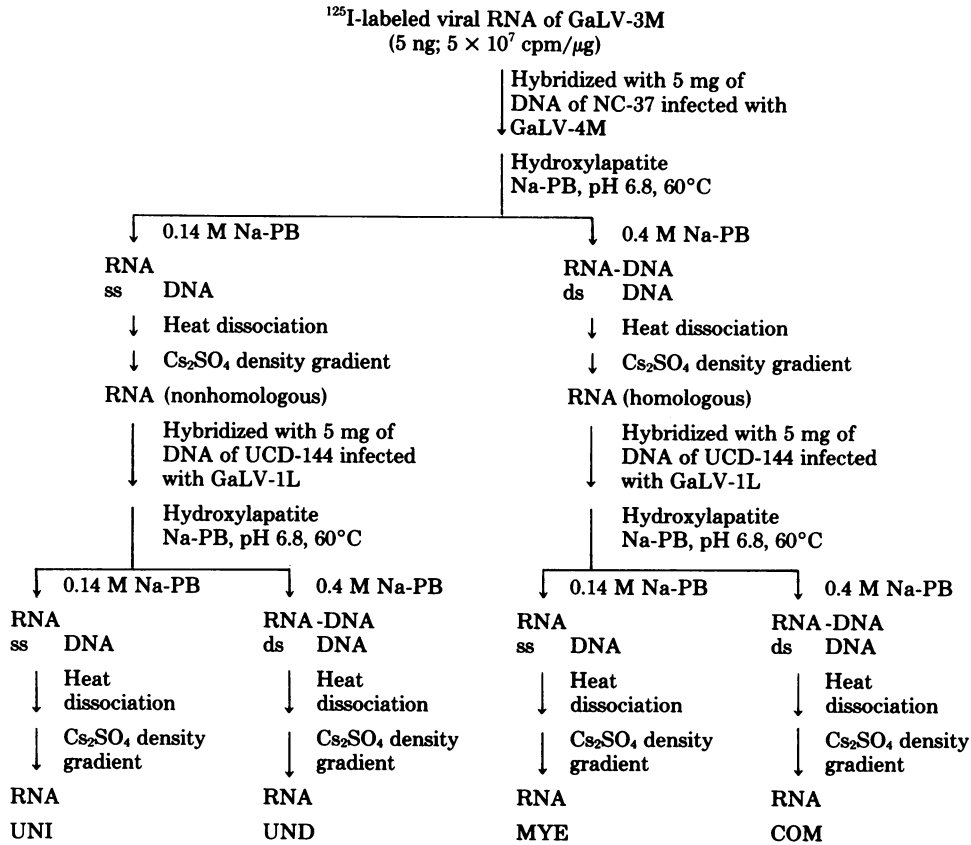 ¹²⁵I-labeled viral RNA of GaLV-3M
(5 ng; 5 × 10⁷ cpm/μg)
Hybridized with 5 mg of
DNA of NC-37 infected with
GaLV-4M
Hydroxylapatite
Na-PB, pH 6.8, 60°C
0.14 M Na-PB
0.4 M Na-PB
RNA
ss DNA
RNA-DNA
ds DNA
Heat dissociation
Heat dissociation
Cs₂SO₄ density gradient
Cs₂SO₄ density gradient
RNA (nonhomologous)
RNA (homologous)
Hybridized with 5 mg of
DNA of UCD-144 infected
with GaLV-1L
Hybridized with 5 mg of
DNA of UCD-144 infected
with GaLV-1L
Hydroxylapatite
Na-PB, pH 6.8, 60°C
Hydroxylapatite
Na-PB, pH 6.8, 60°C
0.14 M Na-PB
0.4 M Na-PB
0.14 M Na-PB
0.4 M Na-PB
RNA
ss DNA
RNA-DNA
ds DNA
RNA
ss DNA
RNA-DNA
ds DNA
Heat
dissociation
Heat
dissociation
Heat
dissociation
Heat
dissociation
Cs₂SO₄ density
gradient
Cs₂SO₄ density
gradient
Cs₂SO₄ density
gradient
Cs₂SO₄ density
gradient
RNA
RNA
RNA
RNA
UNI
UND
MYE
COM